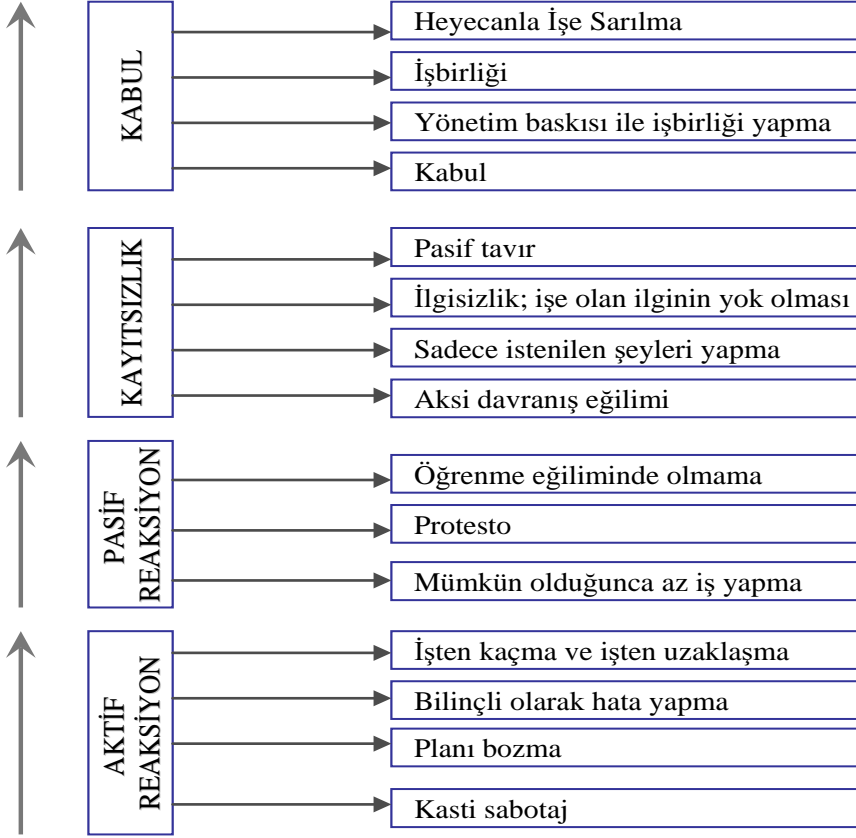 KABUL
Heyecanla İşe Sarılma
İşbirliği
Yönetim baskısı ile işbirliği yapma
Kabul
KAYITSIZLIK
Pasif tavır
İlgisizlik; işe olan ilginin yok olması
Sadece istenilen şeyleri yapma
Aksi davranış eğilimi
PASİF
REAKSİYON
Öğrenme eğiliminde olmama
Protesto
Mümkün olduğunca az iş yapma
AKTİF
REAKSİYON
İşten kaçma ve işten uzaklaşma
Bilinçli olarak hata yapma
Planı bozma
Kasti sabotaj